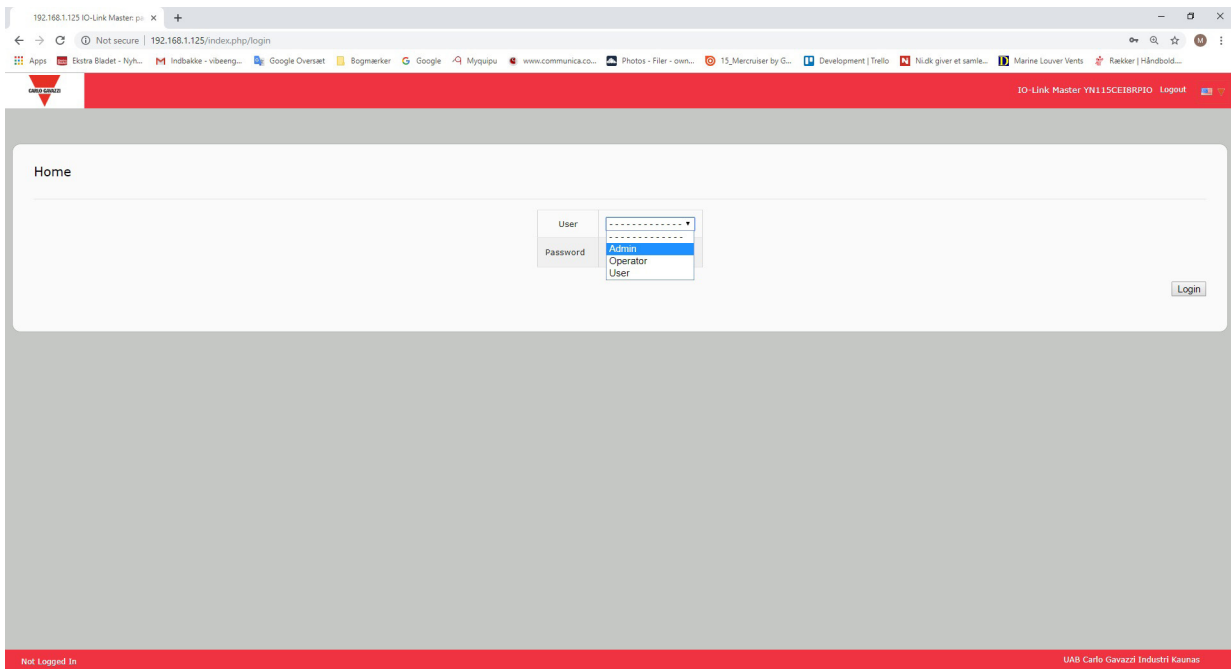 192.168.1.125 IO-Link Master: pa
Not secure | 192.168.1.125/index.php/login
Apps Ekstra Bladet - Nyh... Indbakke - vibeeng... Google Oversæt Bogmærker Google Myquipu www.communica.co... Photos - Filer - own... 15_Mercruiser by G... Development | Trello Ni.dk giver et samle... Marine Louver Vents Rækker | Håndbold....
CARLO GAVAZZI
IO-Link Master YN115CEI8RPIO Logout
Home
User - - - - - - - - - - - - -
- - - - - - - - - - - - -
Password Admin
Operator
User
Login
Not Logged In UAB Carlo Gavazzi Industri Kaunas